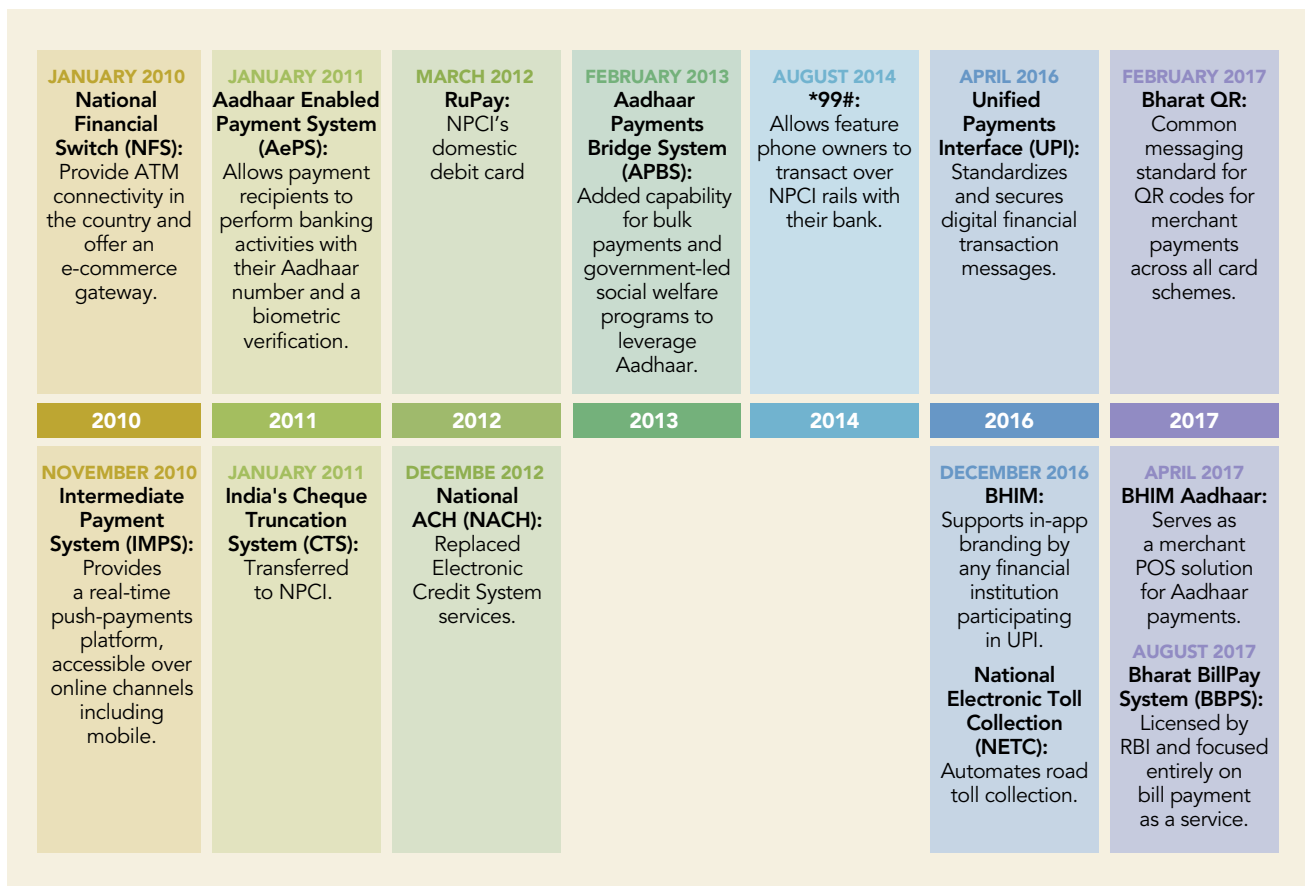 JANUARY 2010
National
Financial
Switch (NFS):
Provide ATM
connectivity in
the country and
offer an
e-commerce
gateway.
JANUARY 2011
Aadhaar Enabled
Payment System
(AePS):
Allows payment
recipients to
perform banking
activities with
their Aadhaar
number and a
biometric
verification.
MARCH 2012
RuPay:
NPCI's
domestic
debit card
FEBRUARY 2013
Aadhaar
Payments
Bridge System
(APBS):
Added capability
for bulk
payments and
government-led
social welfare
programs to
leverage
Aadhaar.
AUGUST 2014
*99#:
Allows feature
phone owners to
transact over
NPCI rails with
their bank.
APRIL 2016
Unified
Payments
Interface (UPI):
Standardizes
and secures
digital financial
transaction
messages.
FEBRUARY 2017
Bharat QR:
Common
messaging
standard for
QR codes for
merchant
payments
across all card
schemes.
2010
2011
2012
2013
2014
2016
2017
NOVEMBER 2010
Intermediate
Payment
System (IMPS):
Provides
a real-time
push-payments
platform,
accessible over
online channels
including
mobile.
JANUARY 2011
India's Cheque
Truncation
System (CTS):
Transferred
to NPCI.
DECEMBE 2012
National
ACH (NACH):
Replaced
Electronic
Credit System
services.
DECEMBER 2016
BHIM:
Supports in-app
branding by
any financial
institution
participating
in UPI.
National
Electronic Toll
Collection
(NETC):
Automates road
toll collection.
APRIL 2017
BHIM Aadhaar:
Serves as
a merchant
POS solution
for Aadhaar
payments.
AUGUST 2017
Bharat BillPay
System (BBPS):
Licensed by
RBI and focused
entirely on
bill payment
as a service.